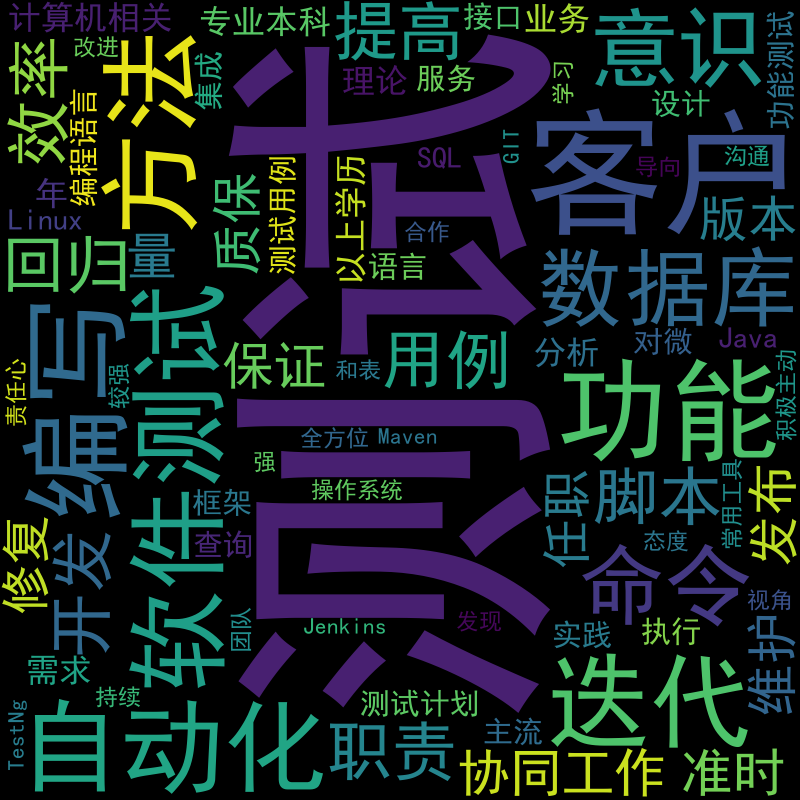 计算机相关
专业本科
提高
接口
业务
意识
功能测试
改进
集成
理论
服务
学习
设计
效率
编程语言
方法
测试
客户
SQL
GIT
导向
沟通
年
Linux
质保
测试用例
以上学历
合作
版本
回归
量
语言
数据库
编写
软件测试
保证
用例
分析
对微
Java
积极主动
责任心
较强
和表
功能
全方位
Maven
强
操作系统
框架
查询
任职
脚本
常用工具
发布
态度
修复
开发
命令
视角
团队
Jenkins
发现
实践
执行
维护
需求
持续
测试计划
主流
迭代
TestNg
自动化
职责
协同工作
准时